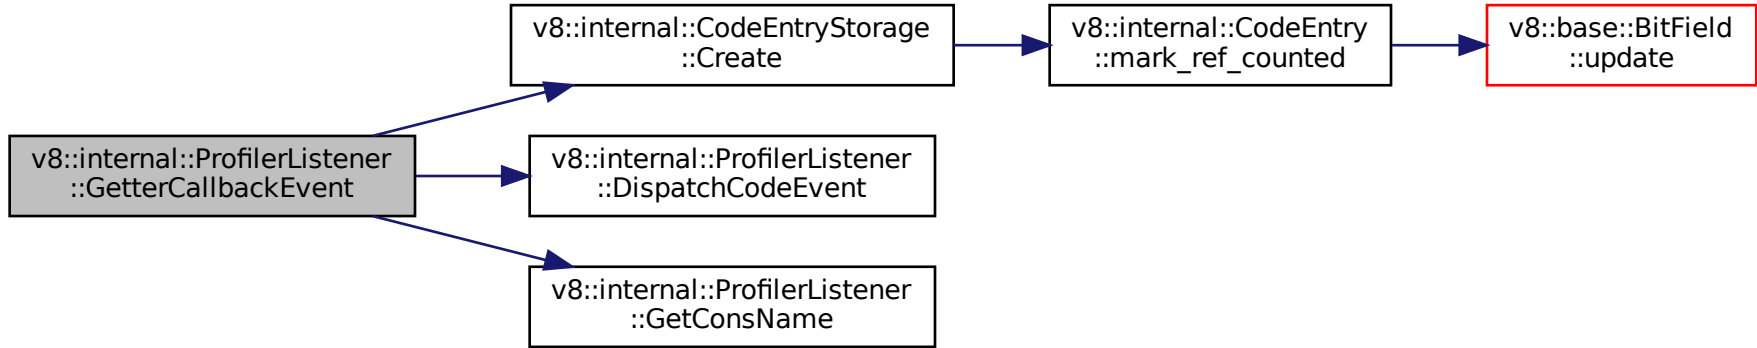 v8::internal::ProfilerListener
::GetterCallbackEvent
v8::internal::CodeEntryStorage
::Create
v8::internal::CodeEntry
::mark_ref_counted
v8::base::BitField
::update
v8::internal::ProfilerListener
::DispatchCodeEvent
v8::internal::ProfilerListener
::GetConsName